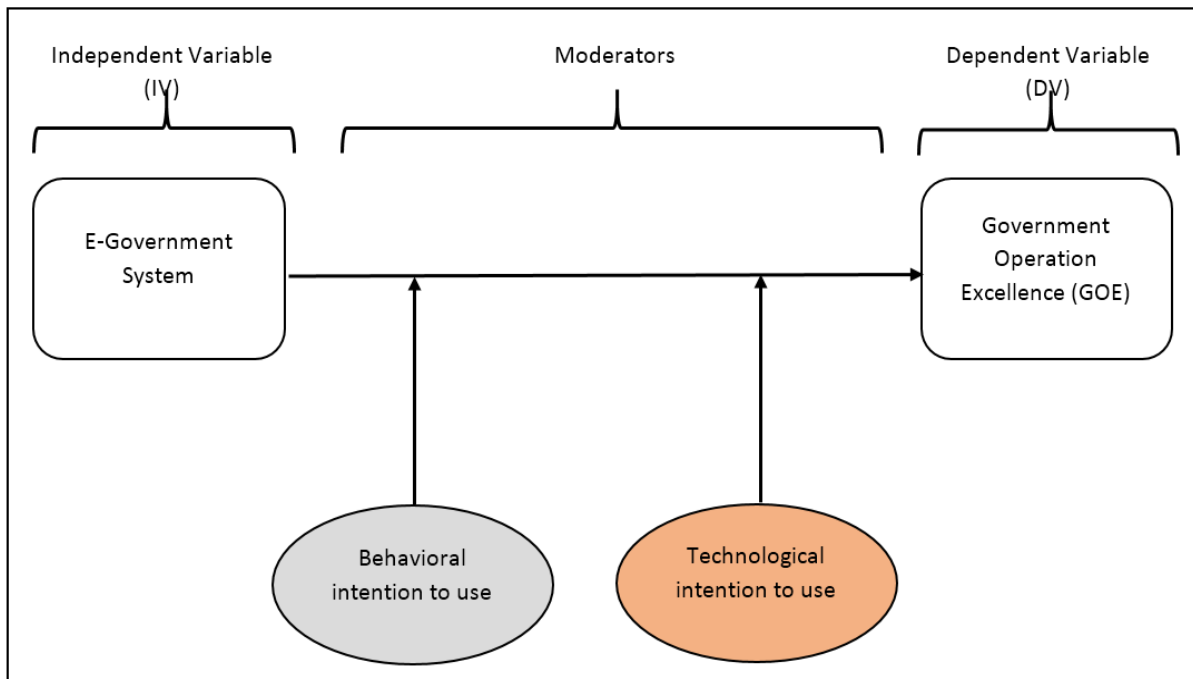 Independent Variable
(IV)
Moderators
Dependent Variable
(DV)
E-Government
System
Government
Operation
Excellence (GOE)
Behavioral
intention to use
Technological
intention to use